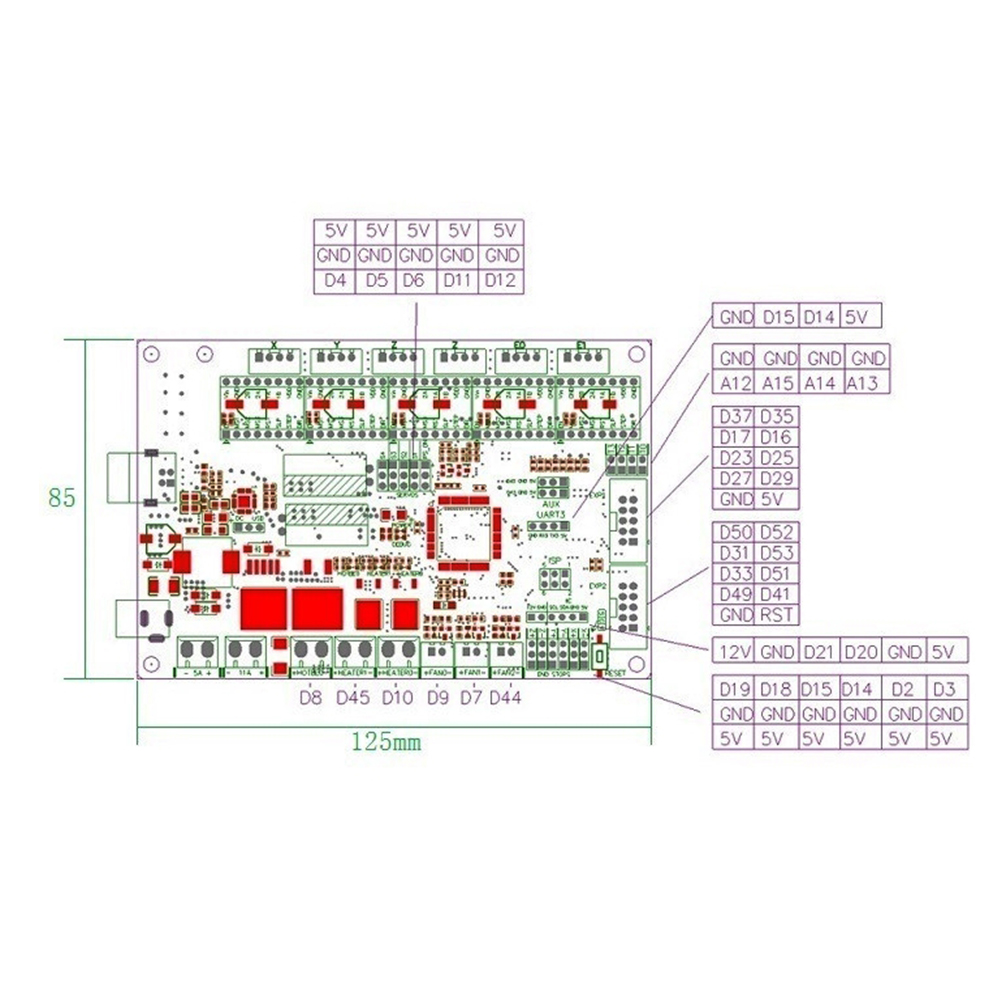 5V 5V 5V 5V 5V
GND GND GND GND GND
D4 D5 D6 D11 D12
GND D15 D14 5V
GND GND GND GND
A12 A15 A14 A13
D37 D35
D17 D16
D23 D25
D27 D29
GND 5V
D50 D52
D31 D53
D33 D51
D49 D41
GND RST
12V GND D21 D20 GND 5V
D19 D18 D15 D14 D2 D3
GND GND GND GND GND GND
5V 5V 5V 5V 5V 5V
X Y Z Z E0 E1
85
SERVOS
DC USB
AUX
UART3
EXP1
ISP
EXP2
- 5A + - 11A +
+FAN0- +FAN1- +FAN2-
END STOPS
RESET
D8 D45 D10 D9 D7 D44
125mm